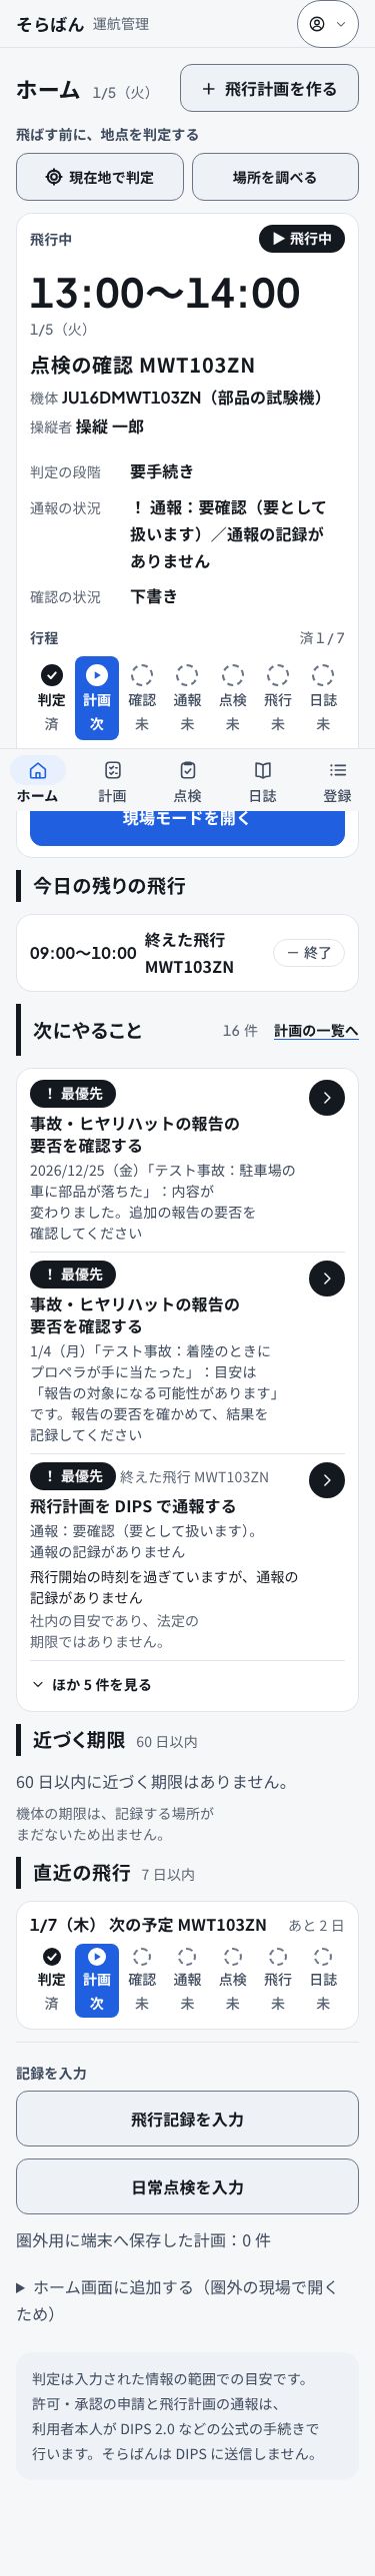 そらばん 運航管理
ホーム 1/5（火） ＋ 飛行計画を作る
飛ばす前に、地点を判定する
現在地で判定 場所を調べる
飛行中 ▶ 飛行中
13:00〜14:00
1/5（火）
点検の確認 MWT103ZN
機体 JU16DMWT103ZN（部品の試験機）
操縦者 操縦 一郎
判定の段階 要手続き
通報の状況 ！ 通報：要確認（要として
扱います）／通報の記録が
ありません
確認の状況 下書き
行程 済 1 / 7
判定 計画 確認 通報 点検 飛行 日誌
済 次 未 未 未 未 未
ホーム 計画 点検 日誌 登録
現場モードを開く
今日の残りの飛行
09:00〜10:00 終えた飛行 － 終了
MWT103ZN
次にやること 16 件 計画の一覧へ
！ 最優先
事故・ヒヤリハットの報告の
要否を確認する
2026/12/25（金）「テスト事故：駐車場の
車に部品が落ちた」：内容が
変わりました。追加の報告の要否を
確認してください
！ 最優先
事故・ヒヤリハットの報告の
要否を確認する
1/4（月）「テスト事故：着陸のときに
プロペラが手に当たった」：目安は
「報告の対象になる可能性があります」
です。報告の要否を確かめて、結果を
記録してください
！ 最優先 終えた飛行 MWT103ZN
飛行計画を DIPS で通報する
通報：要確認（要として扱います）。
通報の記録がありません
飛行開始の時刻を過ぎていますが、通報の
記録がありません
社内の目安であり、法定の
期限ではありません。
ほか 5 件を見る
近づく期限 60 日以内
60 日以内に近づく期限はありません。
機体の期限は、記録する場所が
まだないため出ません。
直近の飛行 7 日以内
1/7（木） 次の予定 MWT103ZN あと 2 日
判定 計画 確認 通報 点検 飛行 日誌
済 次 未 未 未 未 未
記録を入力
飛行記録を入力
日常点検を入力
圏外用に端末へ保存した計画：0 件
▶ ホーム画面に追加する（圏外の現場で開く
ため）
判定は入力された情報の範囲での目安です。
許可・承認の申請と飛行計画の通報は、
利用者本人が DIPS 2.0 などの公式の手続きで
行います。そらばんは DIPS に送信しません。